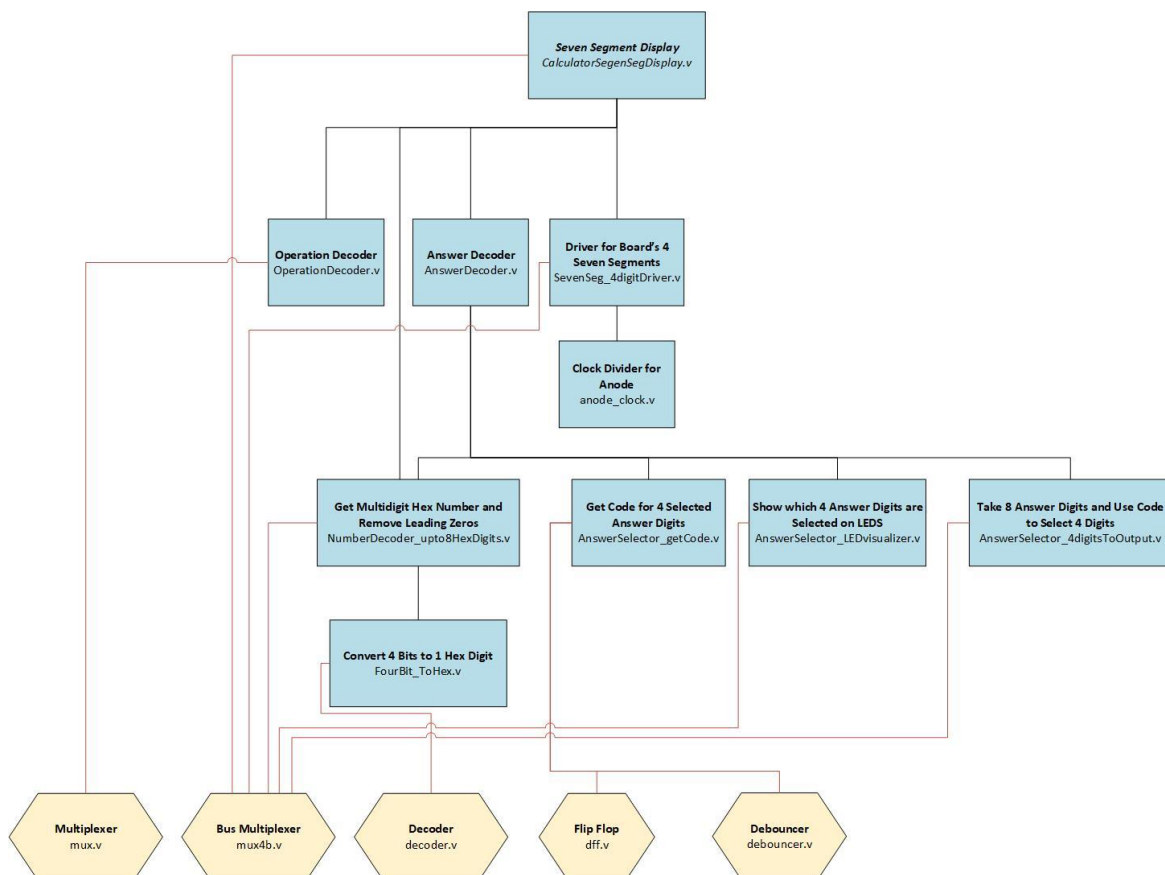 Seven Segment Display
CalculatorSegenSegDisplay.v
Operation Decoder
OperationDecoder.v
Answer Decoder
AnswerDecoder.v
Driver for Board's 4
Seven Segments
SevenSeg_4digitDriver.v
Clock Divider for
Anode
anode_clock.v
Get Multidigit Hex Number and
Remove Leading Zeros
NumberDecoder_upto8HexDigits.v
Get Code for 4 Selected
Answer Digits
AnswerSelector_getCode.v
Show which 4 Answer Digits are
Selected on LEDS
AnswerSelector_LEDvisualizer.v
Take 8 Answer Digits and Use Code
to Select 4 Digits
AnswerSelector_4digitsToOutput.v
Convert 4 Bits to 1 Hex Digit
FourBit_ToHex.v
Multiplexer
mux.v
Bus Multiplexer
mux4b.v
Decoder
decoder.v
Flip Flop
dff.v
Debouncer
debouncer.v